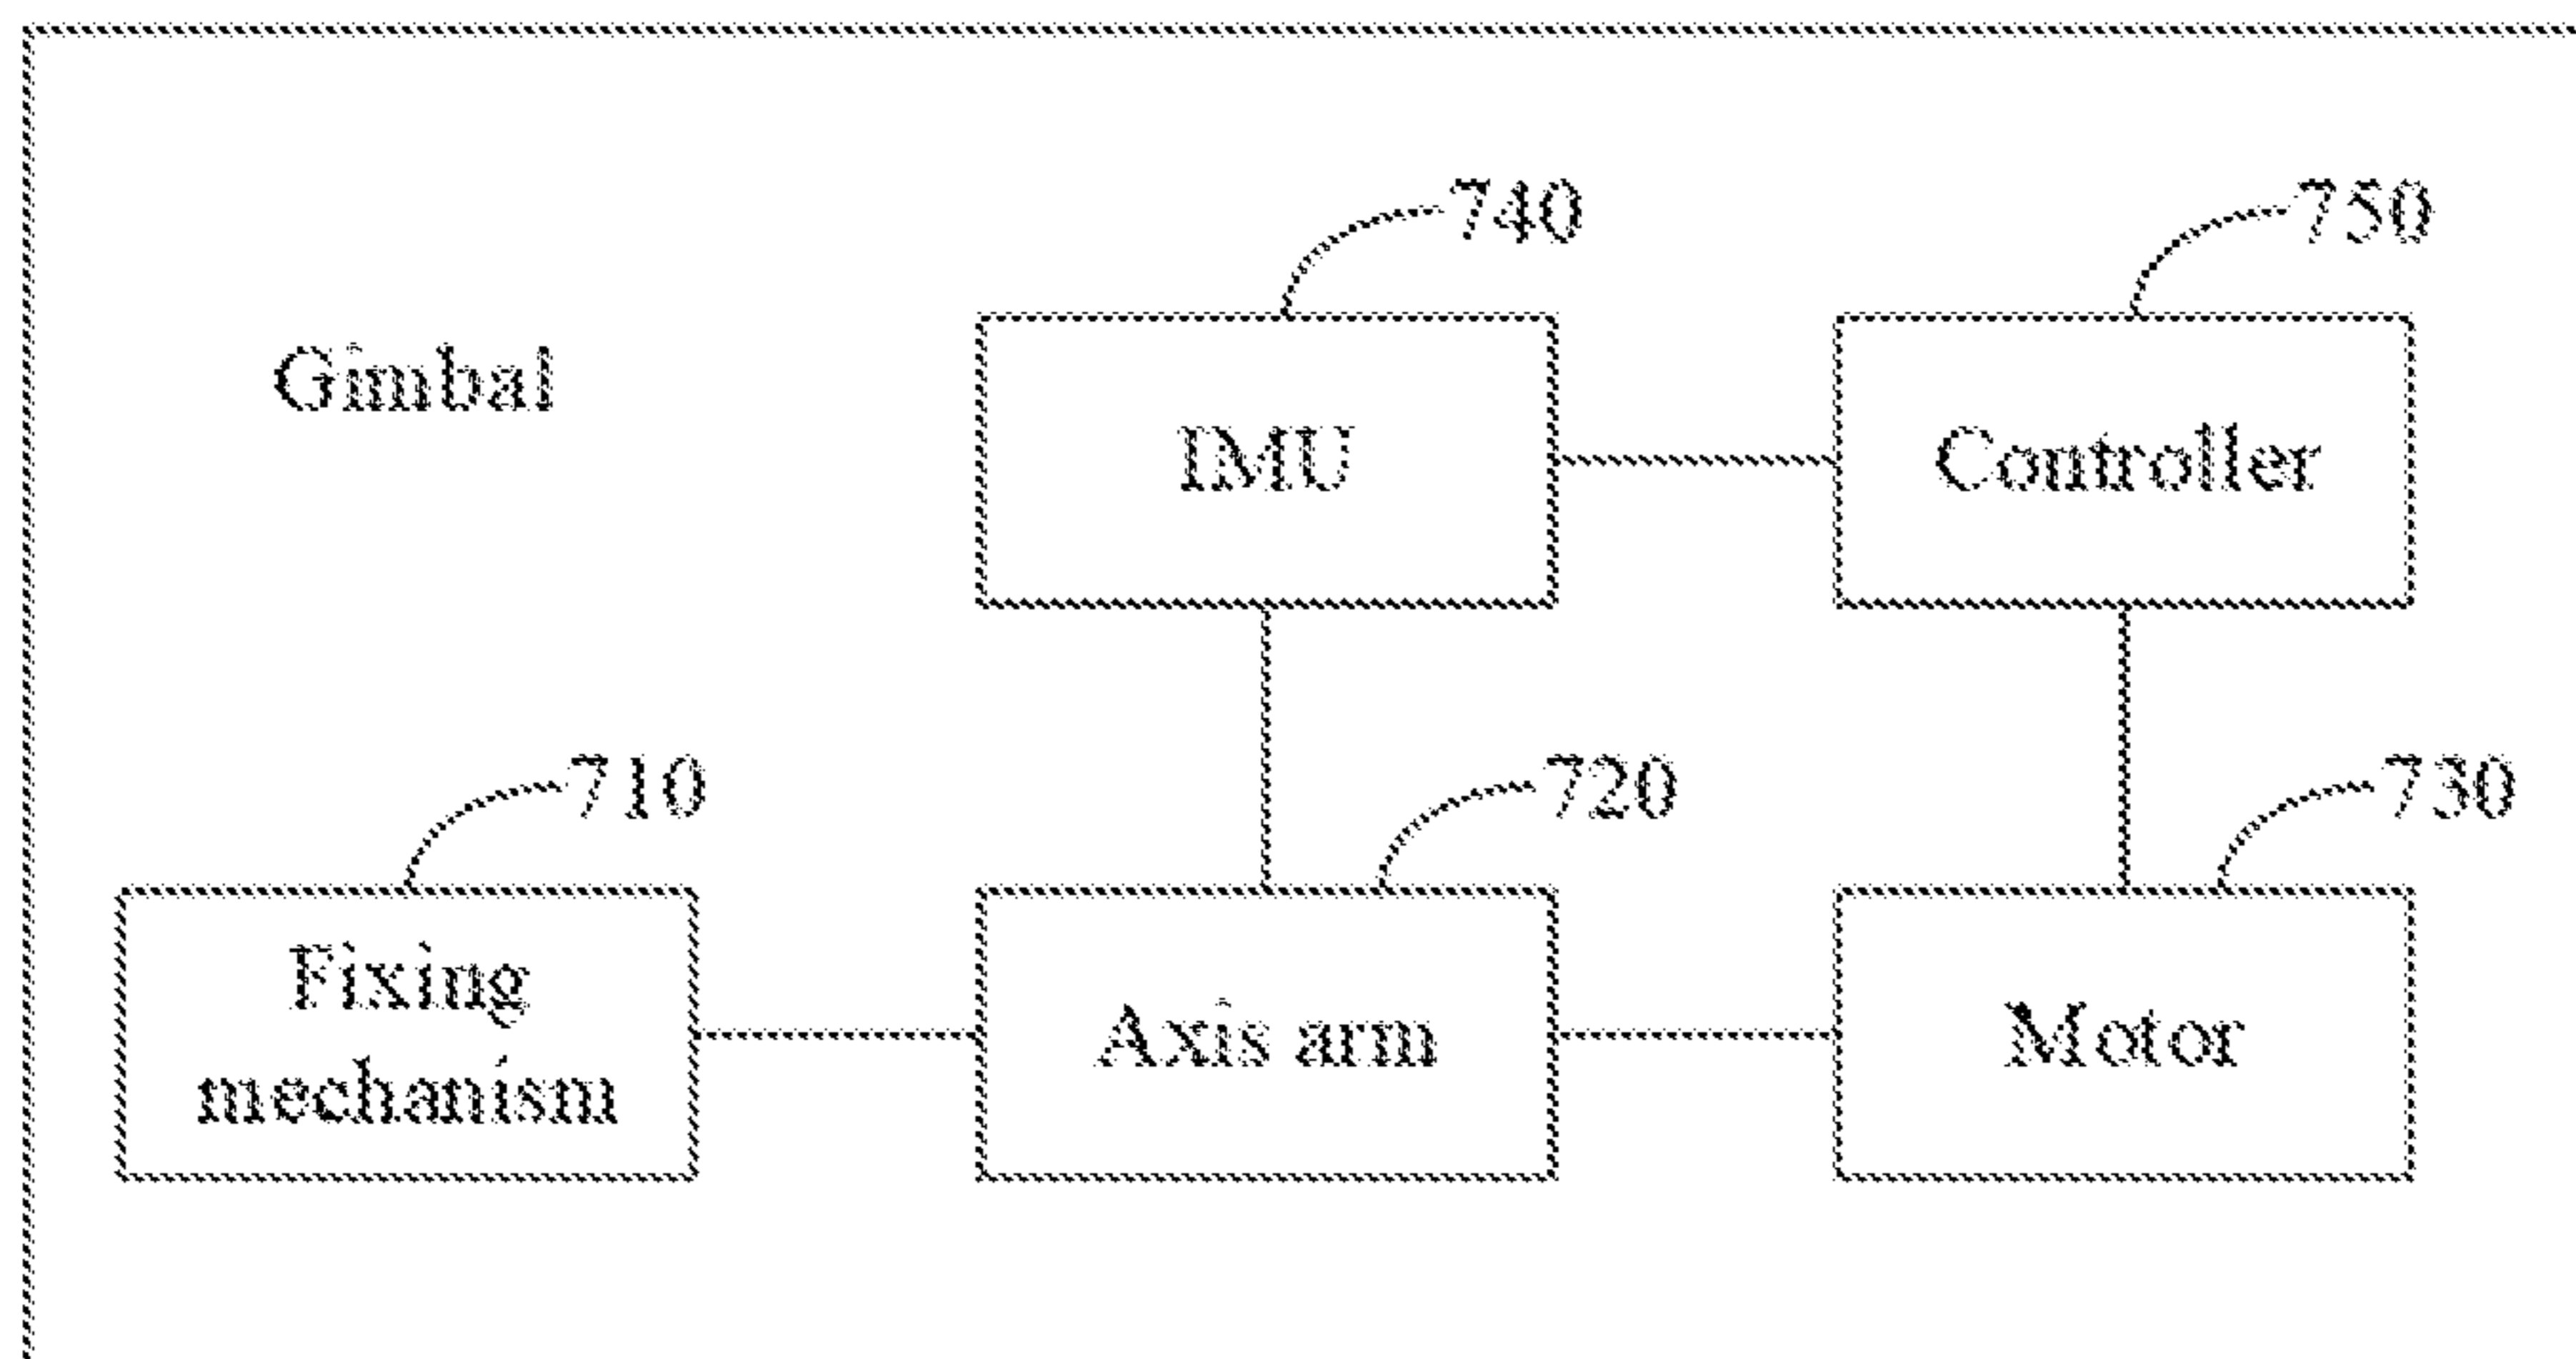 740
750
Gimbal
IMU
Controller
710
720
730
Fixing
mechanism
Axis arm
Motor